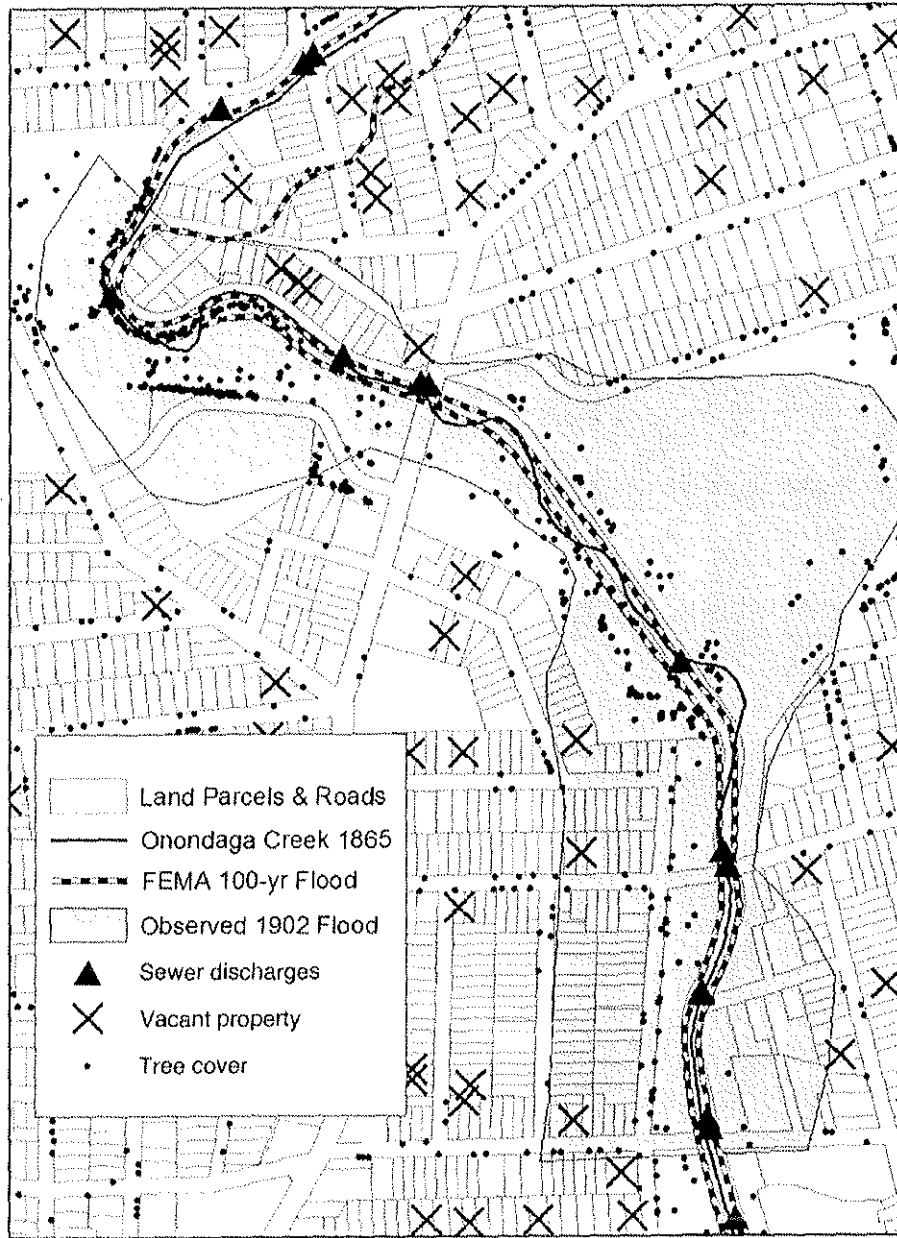 Land Parcels & Roads
Onondaga Creek 1865
FEMA 100-yr Flood
Observed 1902 Flood
Sewer discharges
Vacant property
Tree cover